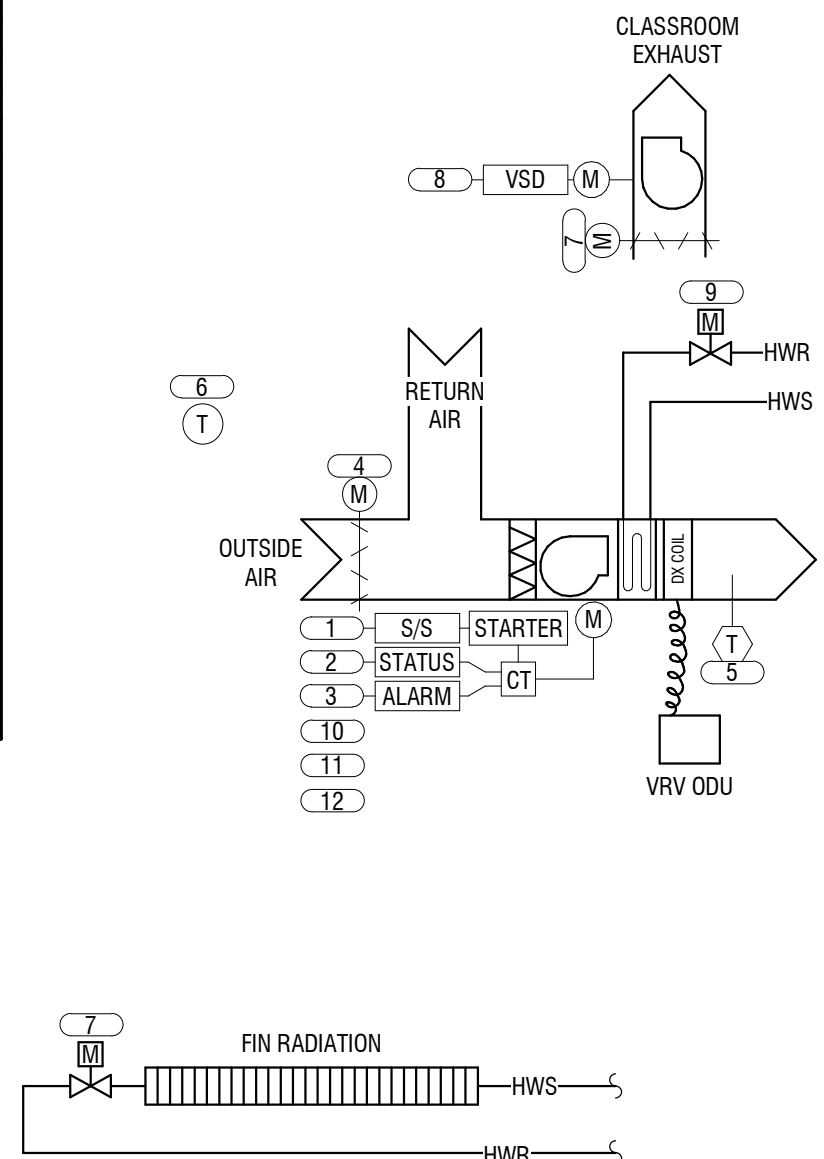 CLASSROOM
EXHAUST
8 VSD M
7 M
9
M
HWR
HWS
6
T
RETURN
AIR
4
M
OUTSIDE
AIR
DX COIL
1 S/S STARTER M
2 STATUS
CT
T
3 ALARM
5
10
11
12
VRV ODU
7
M
FIN RADIATION
HWS
HWR